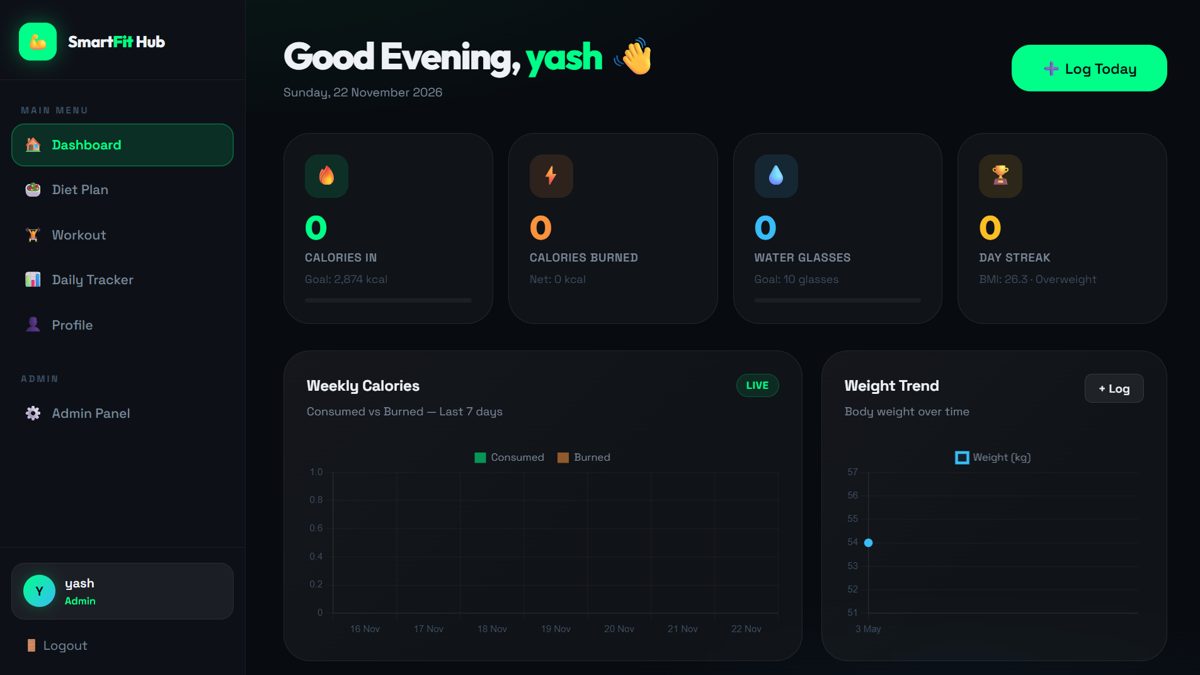 SmartFit Hub
MAIN MENU
Dashboard
Diet Plan
Workout
Daily Tracker
Profile
ADMIN
Admin Panel
Y
yash
Admin
Logout
Good Evening, yash
Sunday, 22 November 2026
Log Today
0
CALORIES IN
Goal: 2,874 kcal
0
CALORIES BURNED
Net: 0 kcal
0
WATER GLASSES
Goal: 10 glasses
0
DAY STREAK
BMI: 26.3 · Overweight
Weekly Calories
LIVE
Consumed vs Burned — Last 7 days
Consumed Burned
1.0
0.8
0.6
0.4
0.2
0
16 Nov 17 Nov 18 Nov 19 Nov 20 Nov 21 Nov 22 Nov
Weight Trend
+ Log
Body weight over time
Weight (kg)
57
56
55
54
53
52
51
3 May